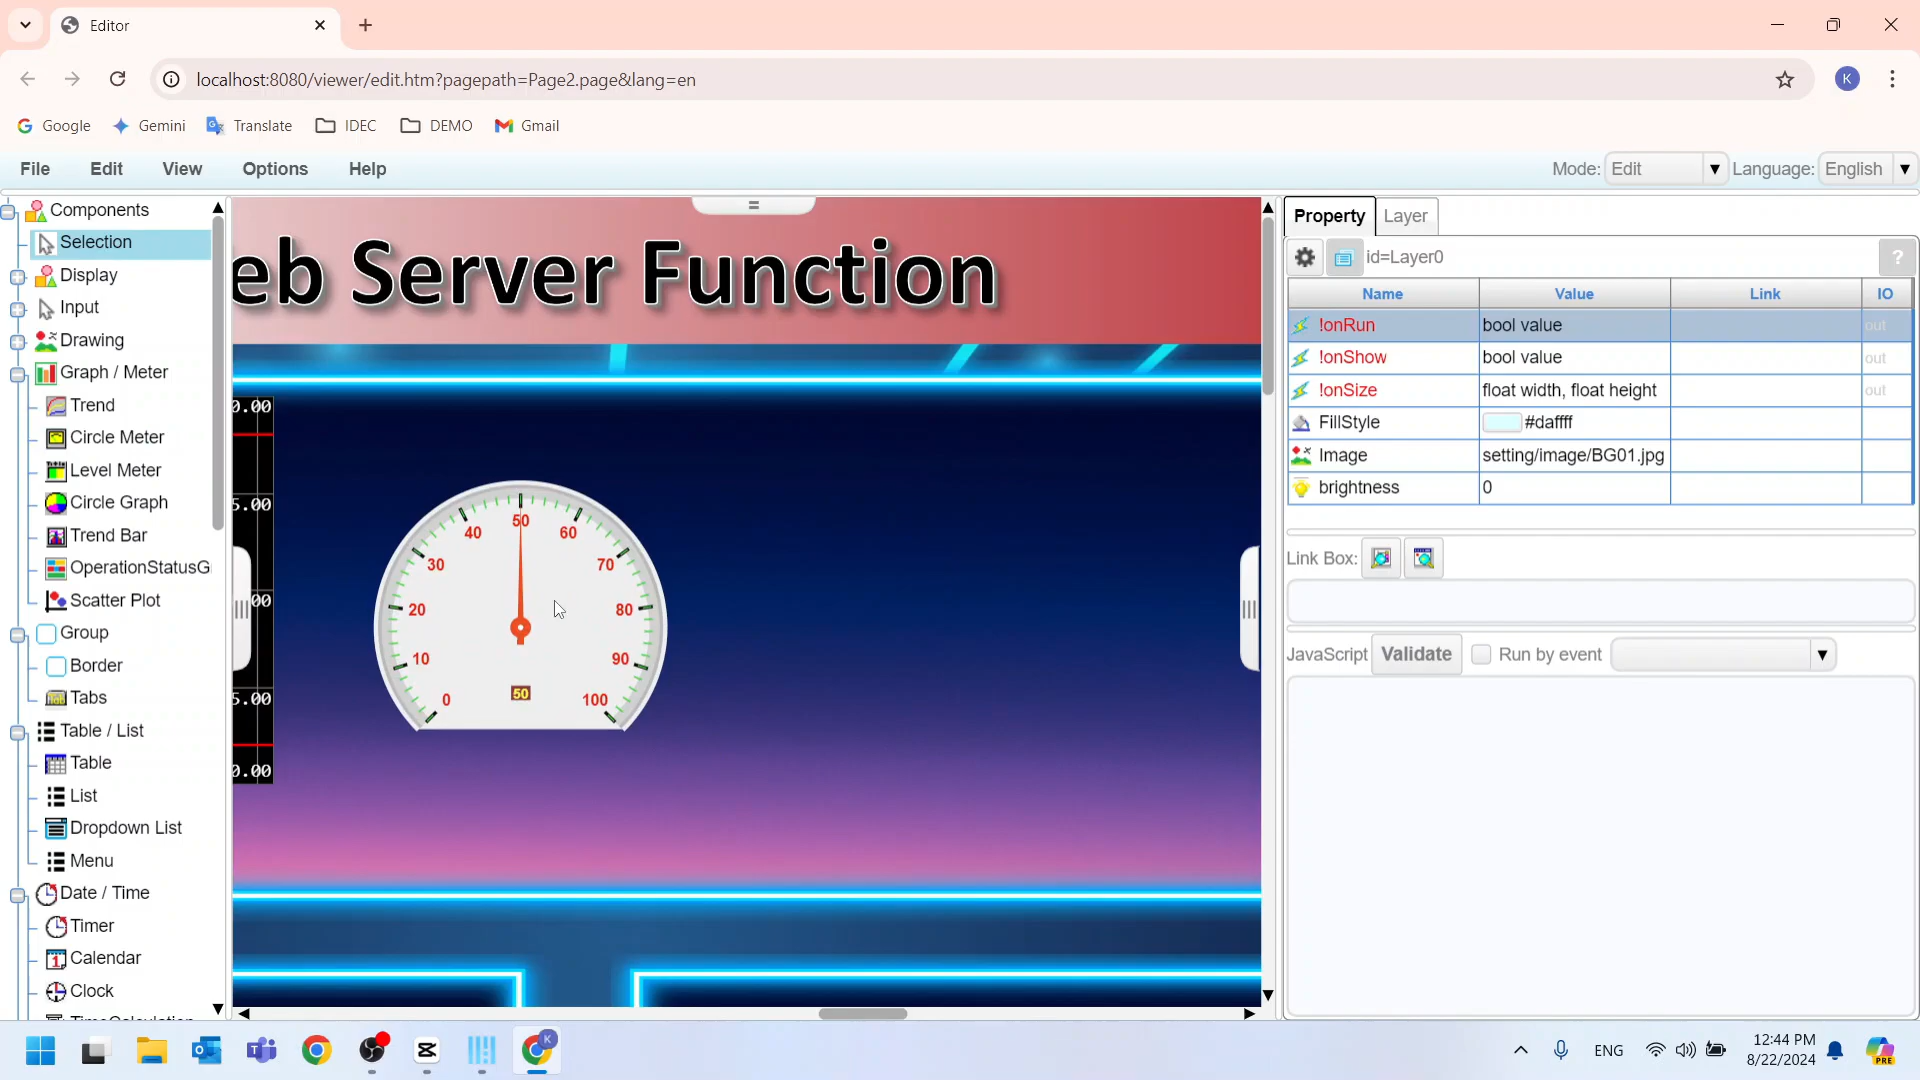 Editor
localhost:8080/viewer/edit.htm?pagepath=Page2.page&lang=en
K
Google
Gemini
Translate
IDEC
DEMO
Gmail
File
Edit
View
Options
Help
Mode:
Edit
Language:
English
Components
Selection
Display
Input
Drawing
Graph / Meter
Trend
Circle Meter
Level Meter
Circle Graph
Trend Bar
OperationStatusG
Scatter Plot
Group
Border
Tabs
Table / List
Table
List
Dropdown List
Menu
Date / Time
Timer
Calendar
Clock
eb Server Function
0.00
5.00
00
5.00
0.00
0
10
20
30
40
50
60
70
80
90
100
50
Property
Layer
id=Layer0
?
Name Value Link IO
!onRun bool value out
!onShow bool value out
!onSize float width, float height out
FillStyle #daffff
Image setting/image/BG01.jpg
brightness 0
Link Box:
JavaScript
Validate
Run by event
K
ENG
12:44 PM
8/22/2024
PRE